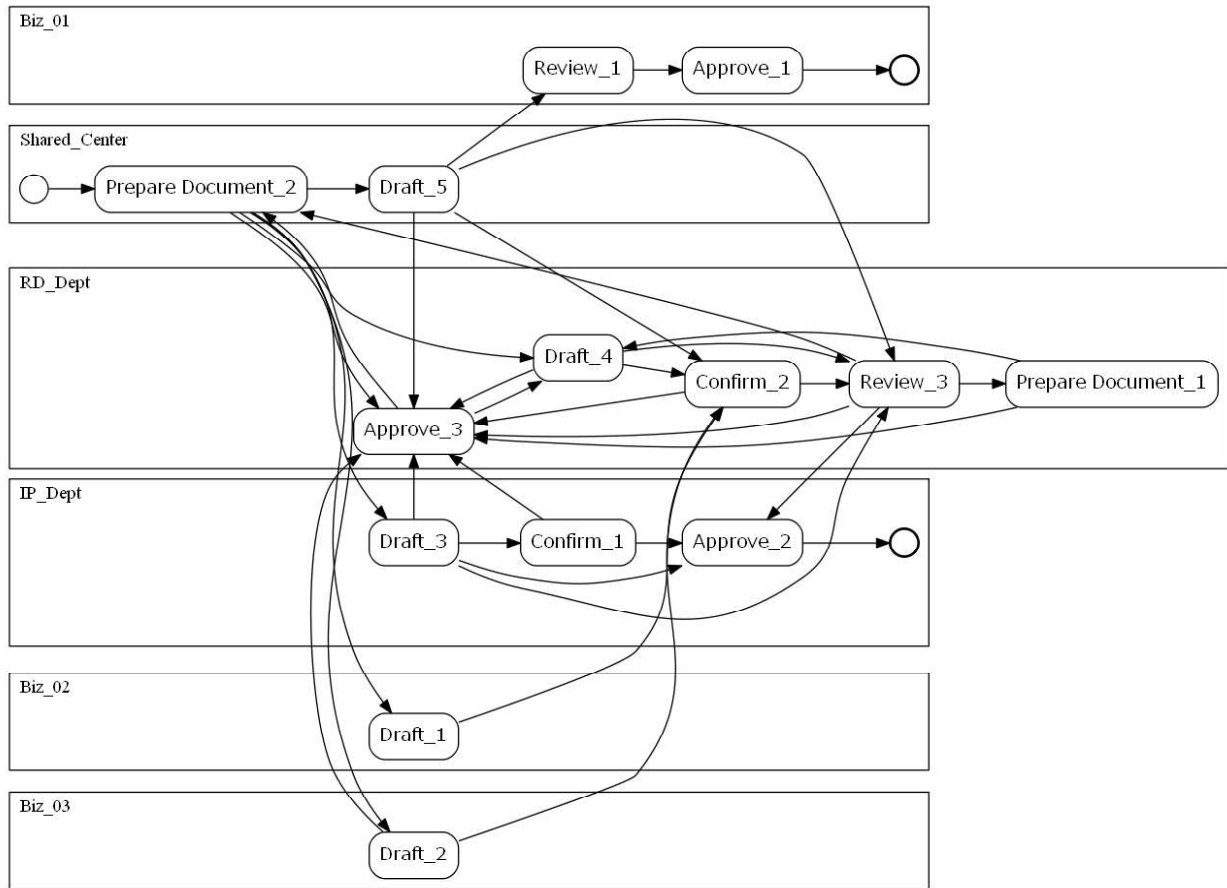 Biz_01
Review_1
Approve_1
Shared_Center
Prepare Document_2
Draft_5
RD_Dept
Draft_4
Confirm_2
Review_3
Prepare Document_1
Approve_3
IP_Dept
Draft_3
Confirm_1
Approve_2
Biz_02
Draft_1
Biz_03
Draft_2